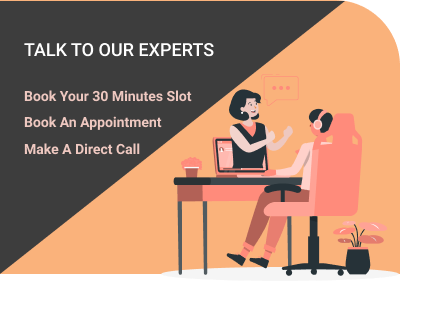 TALK TO OUR EXPERTS
Book Your 30 Minutes Slot
Book An Appointment
Make A Direct Call